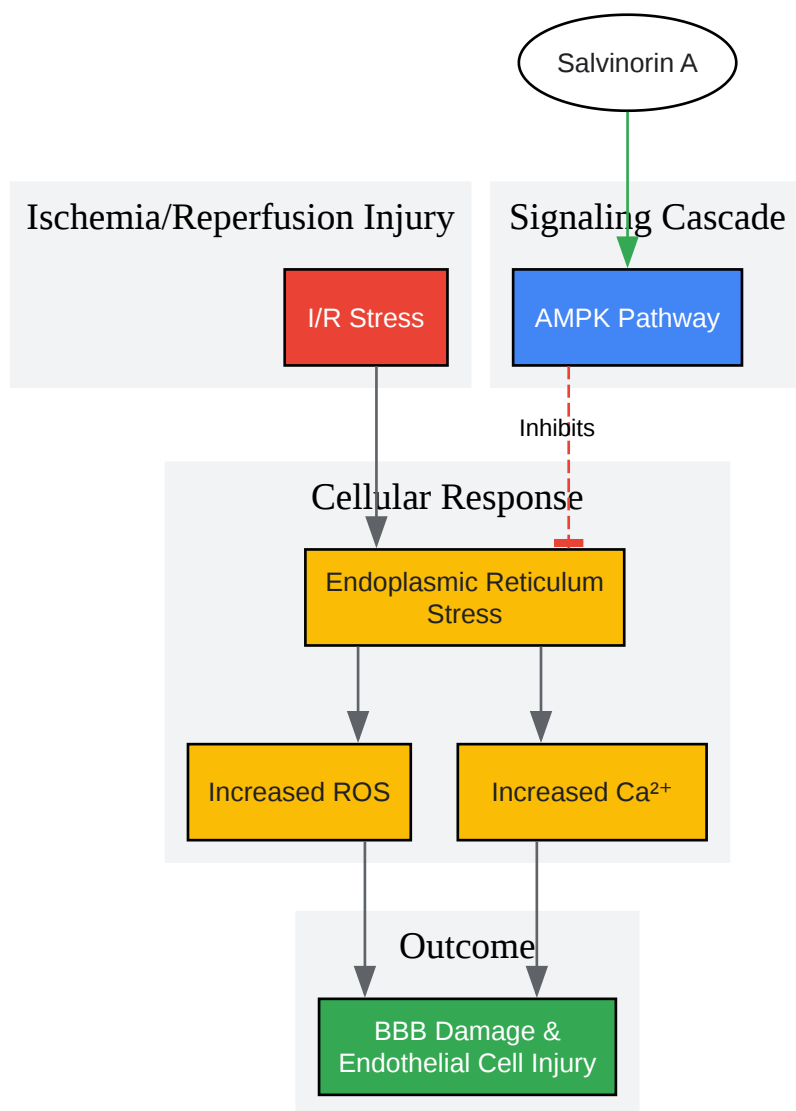 Salvinorin A
Ischemia/Reperfusion Injury
Signaling Cascade
I/R Stress
AMPK Pathway
Inhibits
Cellular Response
Endoplasmic Reticulum
Stress
Increased ROS
Increased Ca²⁺
Outcome
BBB Damage &
Endothelial Cell Injury